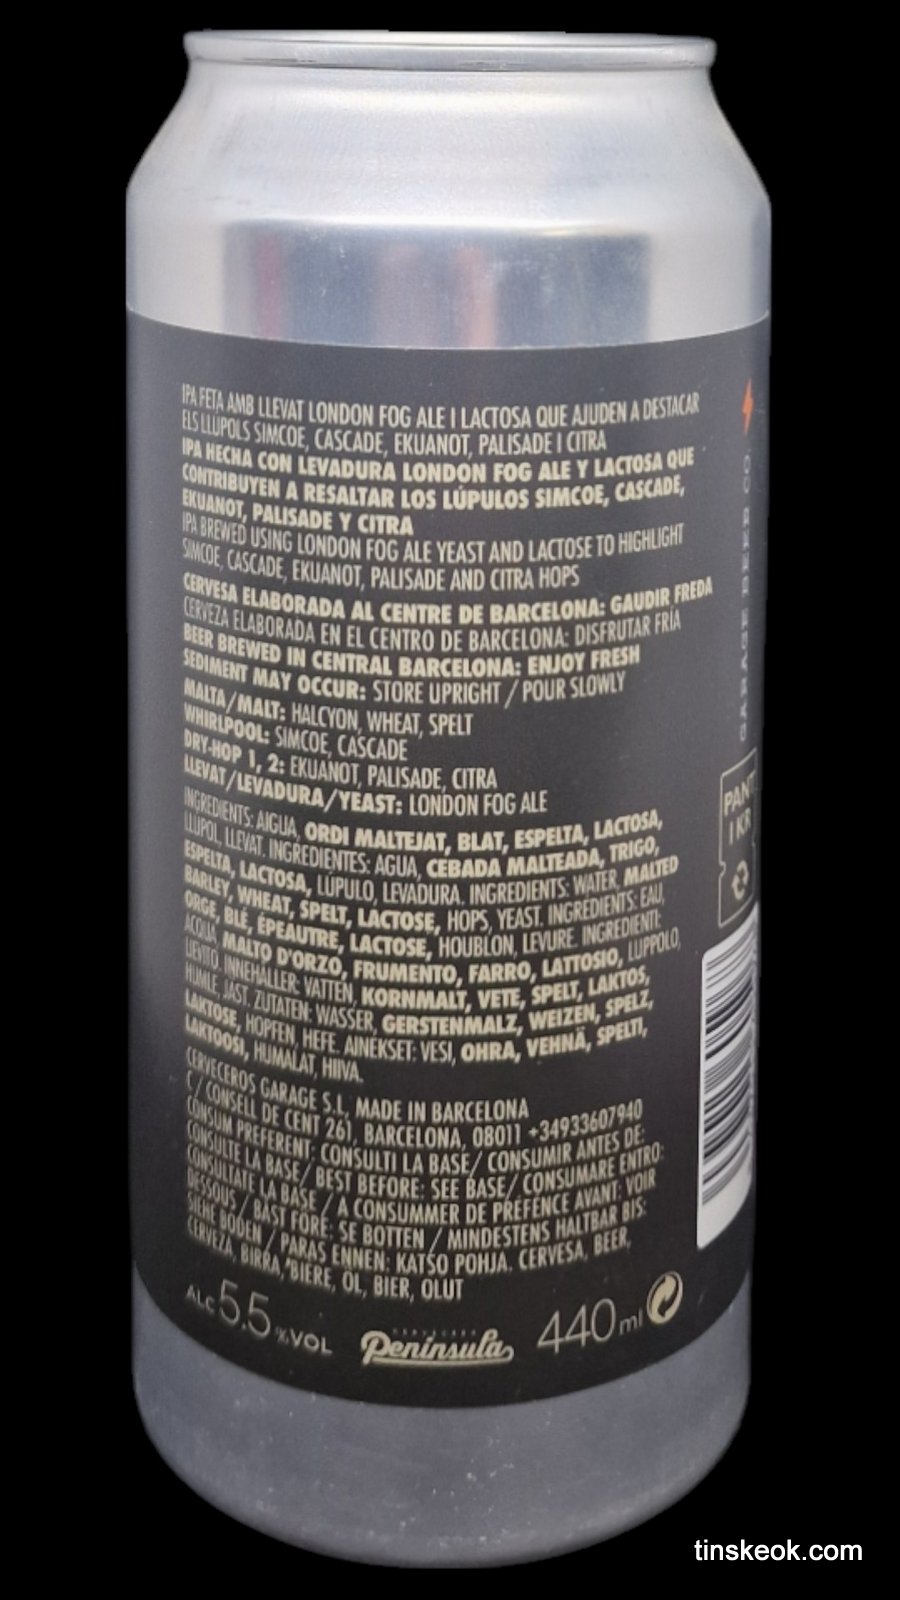 IPA FETA AMB LLEVAT LONDON FOG ALE I LACTOSA QUE AJUDEN A DESTACAR
ELS LLÚPOLS SIMCOE, CASCADE, EKUANOT, PALISADE I CITRA
IPA HECHA CON LEVADURA LONDON FOG ALE Y LACTOSA QUE
CONTRIBUYEN A RESALTAR LOS LÚPULOS SIMCOE, CASCADE,
EKUANOT, PALISADE Y CITRA
IPA BREWED USING LONDON FOG ALE YEAST AND LACTOSE TO HIGHLIGHT
SIMCOE, CASCADE, EKUANOT, PALISADE AND CITRA HOPS
CERVESA ELABORADA AL CENTRE DE BARCELONA: GAUDIR FREDA
CERVEZA ELABORADA EN EL CENTRO DE BARCELONA: DISFRUTAR FRÍA
BEER BREWED IN CENTRAL BARCELONA: ENJOY FRESH
SEDIMENT MAY OCCUR: STORE UPRIGHT / POUR SLOWLY
MALTA/MALT: HALCYON, WHEAT, SPELT
WHIRLPOOL: SIMCOE, CASCADE
DRY-HOP 1, 2: EKUANOT, PALISADE, CITRA
LLEVAT/LEVADURA/YEAST: LONDON FOG ALE
INGREDIENTS: AIGUA, ORDI MALTEJAT, BLAT, ESPELTA, LACTOSA,
LLÚPOL, LLEVAT. INGREDIENTES: AGUA, CEBADA MALTEADA, TRIGO,
ESPELTA, LACTOSA, LÚPULO, LEVADURA. INGREDIENTS: WATER, MALTED
BARLEY, WHEAT, SPELT, LACTOSE, HOPS, YEAST. INGRÉDIENTS: EAU,
ORGE, BLÉ, ÉPEAUTRE, LACTOSE, HOUBLON, LEVURE. INGREDIENTI:
ACQUA, MALTO D'ORZO, FRUMENTO, FARRO, LATTOSIO, LUPPOLO,
LIEVITO. INNEHÅLLER: VATTEN, KORNMALT, VETE, SPELT, LAKTOS,
HUMLE, JÄST. ZUTATEN: WASSER, GERSTENMALZ, WEIZEN, SPELZ,
LAKTOSE, HOPFEN, HEFE. AINEKSET: VESI, OHRA, VEHNÄ, SPELTI,
LAKTOOSI, HUMALAT, HIIVA.
CERVECEROS GARAGE S.L, MADE IN BARCELONA
C/ CONSELL DE CENT 261, BARCELONA, 08011 +34933607940
CONSUM PREFERENT: CONSULTI LA BASE/ CONSUMIR ANTES DE:
CONSULTE LA BASE / BEST BEFORE: SEE BASE/ CONSUMARE ENTRO:
CONSULTATE LA BASE / A CONSUMMER DE PRÉFENCE AVANT: VOIR
DESSOUS / BÄST FÖRE: SE BOTTEN / MINDESTENS HALTBAR BIS:
SIEHE BODEN / PARAS ENNEN: KATSO POHJA. CERVESA, BEER,
CERVEZA, BIRRA, BIÈRE, ÖL, BIER, OLUT
ALC 5.5 %VOL
CERVECERA
Península
440 ml
GARAGE BEER CO.
PANT
1 KR
tinskeok.com